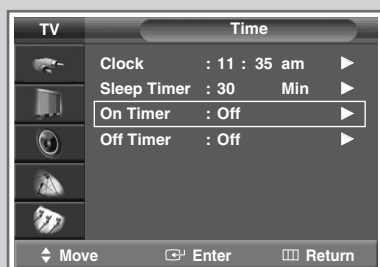 TV Time
Clock : 11 : 35 am
Sleep Timer : 30 Min
On Timer : Off
Off Timer : Off
Move Enter Return